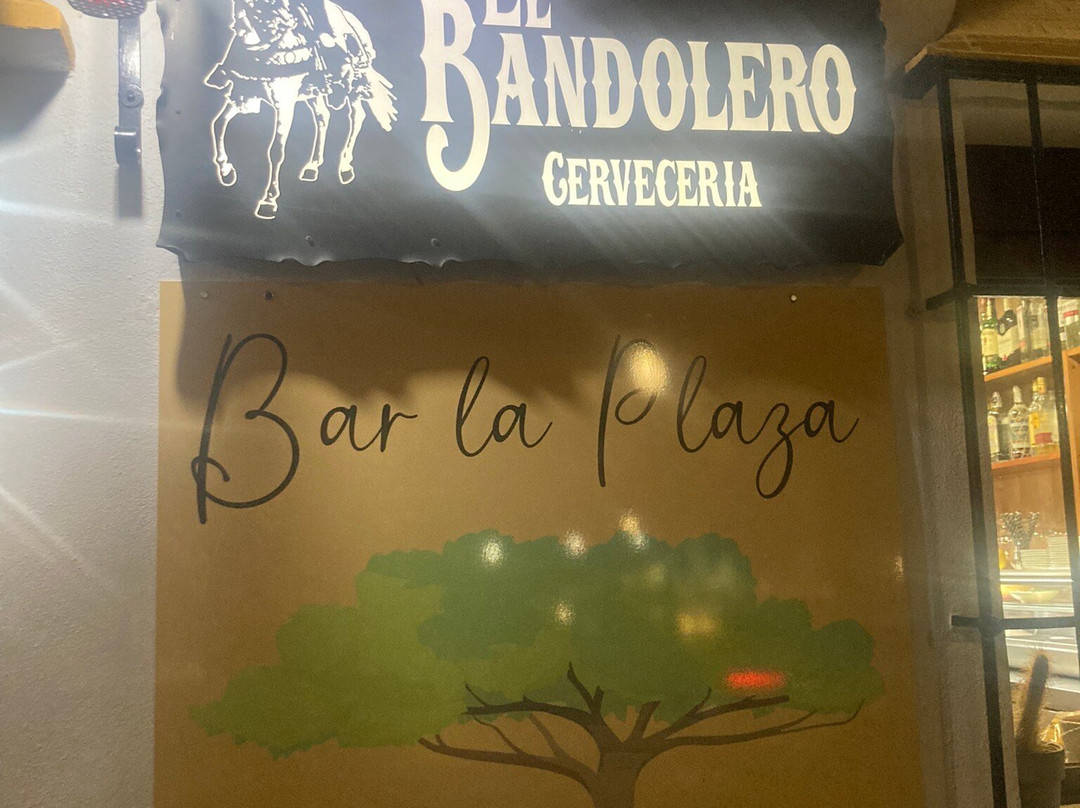 EL
BANDOLERO
CERVECERIA
Bar la Plaza